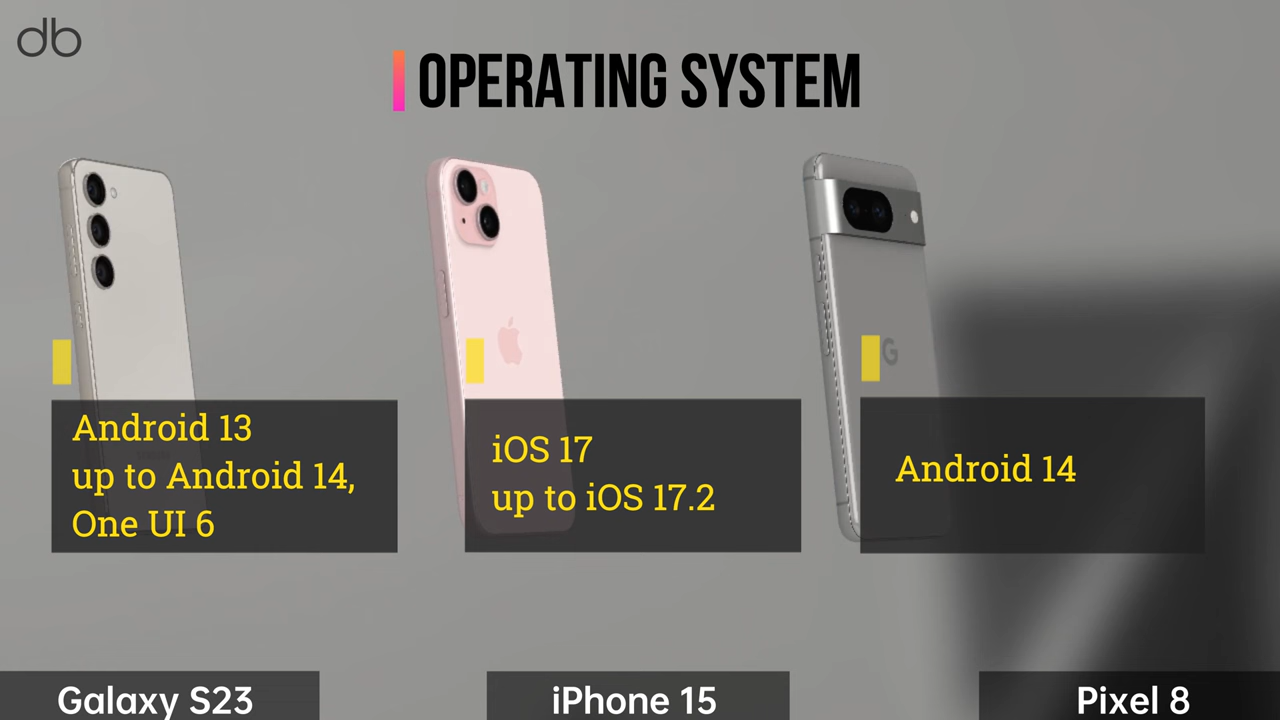 db
OPERATING SYSTEM
Android 13
up to Android 14,
One UI 6
iOS 17
up to iOS 17.2
Android 14
G
Galaxy S23
iPhone 15
Pixel 8